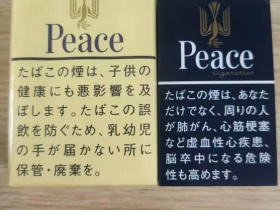 Peace
たばこの煙は、子供の
健康にも悪影響を及
ぼします。たばこの誤
飲を防ぐため、乳幼児
の手が届かない所に
保管・廃棄を。
Peace
cigarettes
たばこの煙は、あなた
だけでなく、周りの人
が肺がん、心筋梗塞
など虚血性心疾患、
脳卒中になる危険
性も高めます。